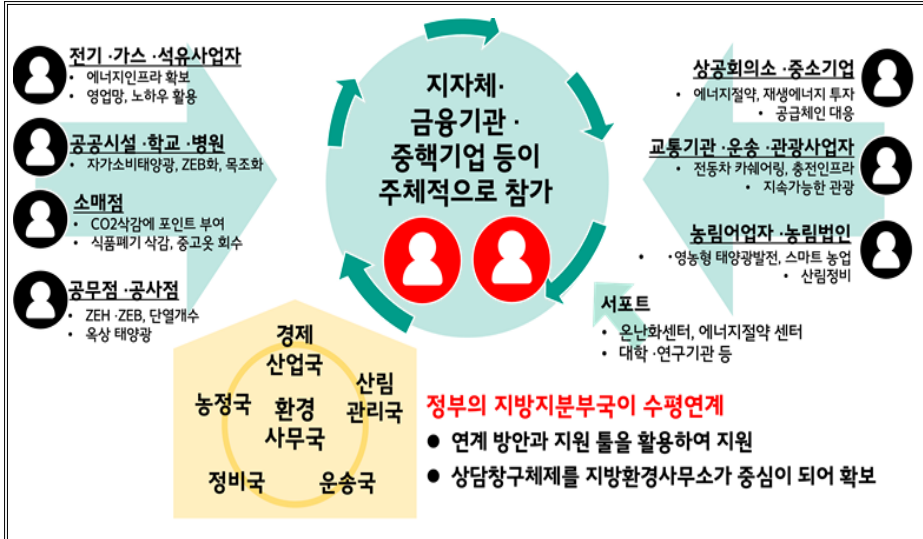 전기 ·가스 ·석유사업자
• 에너지인프라 확보
• 영업망, 노하우 활용
공공시설 ·학교 ·병원
• 자가소비태양광, ZEB화, 목조화
소매점
• CO2삭감에 포인트 부여
• 식품폐기 삭감, 중고옷 회수
공무점 ·공사점
• ZEH ·ZEB, 단열개수
• 옥상 태양광
지자체·
금융기관 ·
중핵기업 등이
주체적으로 참가
상공회의소 ·중소기업
• 에너지절약, 재생에너지 투자
• 공급체인 대응
교통기관 ·운송 ·관광사업자
• 전동차 카쉐어링, 충전인프라
• 지속가능한 관광
농림어업자 ·농림법인
• ·영농형 태양광발전, 스마트 농업
• 산림정비
서포트
• 온난화센터, 에너지절약 센터
• 대학 ·연구기관 등
경제
산업국
농정국
환경
사무국
산림
관리국
정비국
운송국
정부의 지방지분부국이 수평연계
● 연계 방안과 지원 툴을 활용하여 지원
● 상담창구체제를 지방환경사무소가 중심이 되어 확보